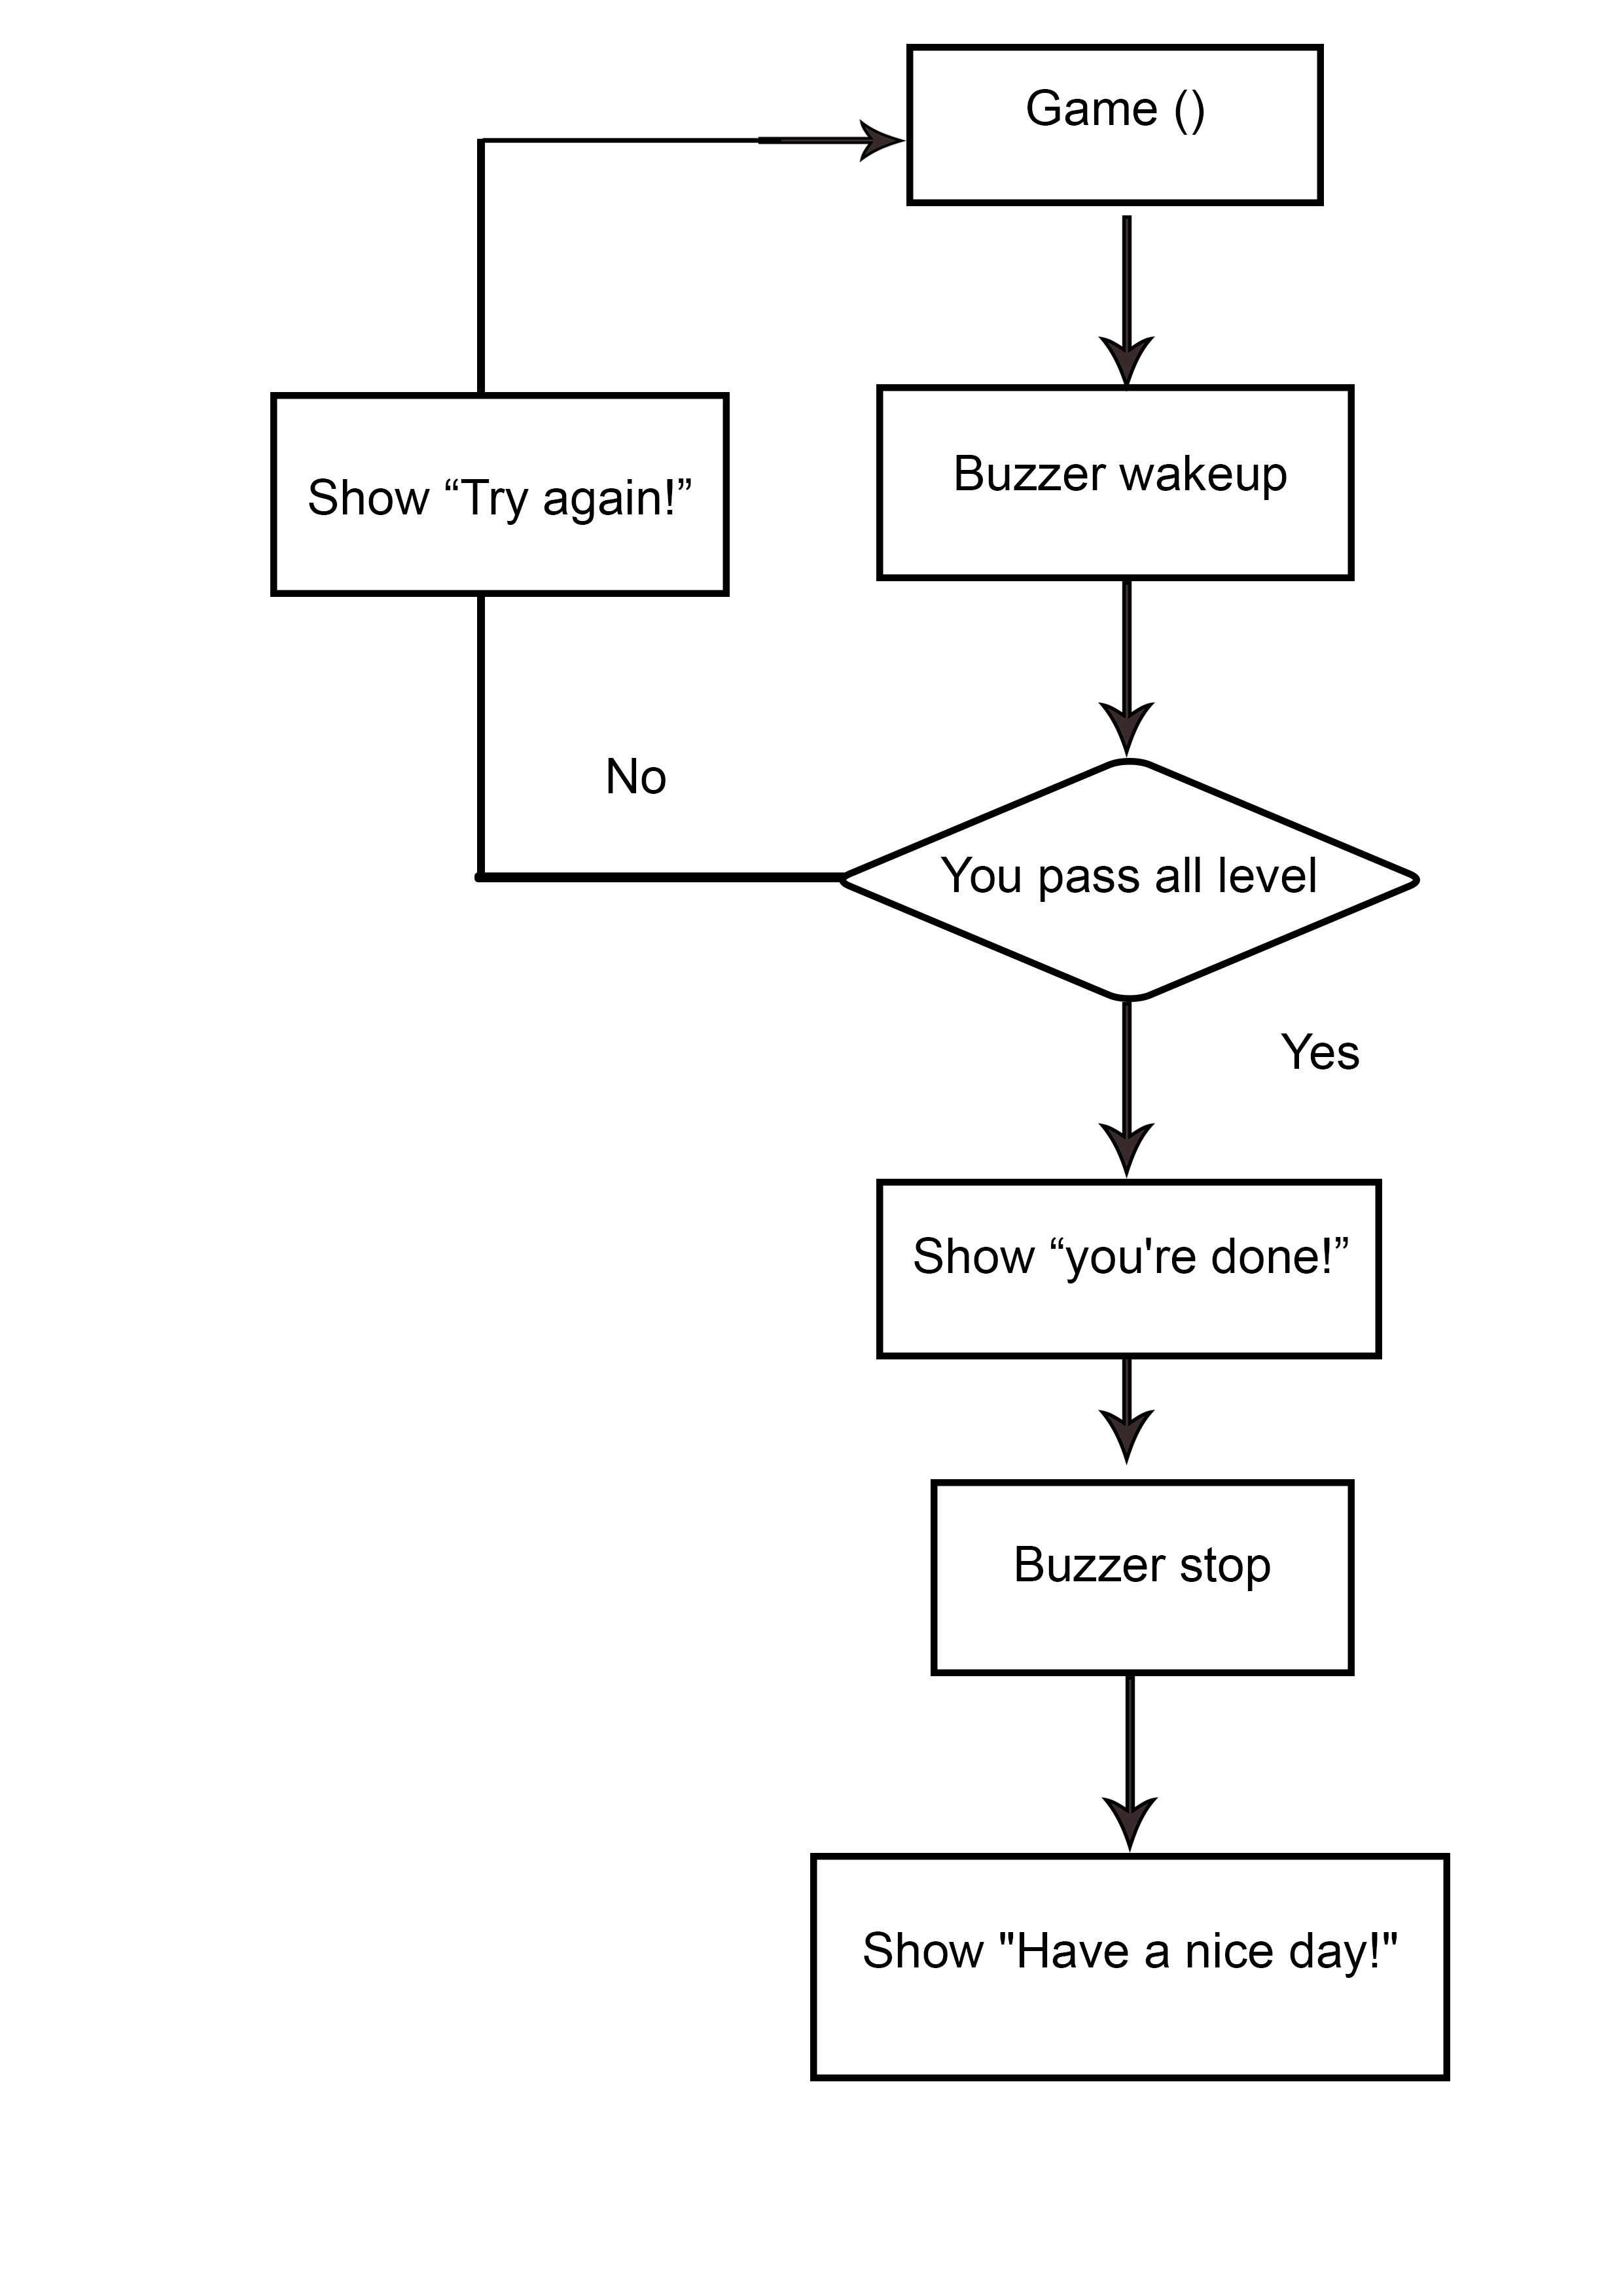 Game ()
Buzzer wakeup
Show “Try again!”
No
You pass all level
Yes
Show “you're done!”
Buzzer stop
Show "Have a nice day!"